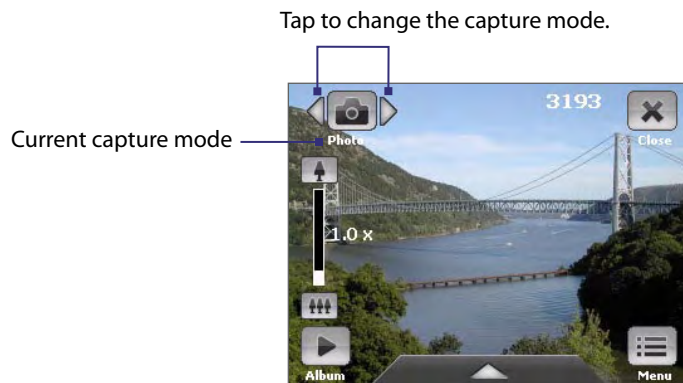 Tap to change the capture mode.
3193
Photo
Close
Current capture mode
1.0 x
Album
Menu